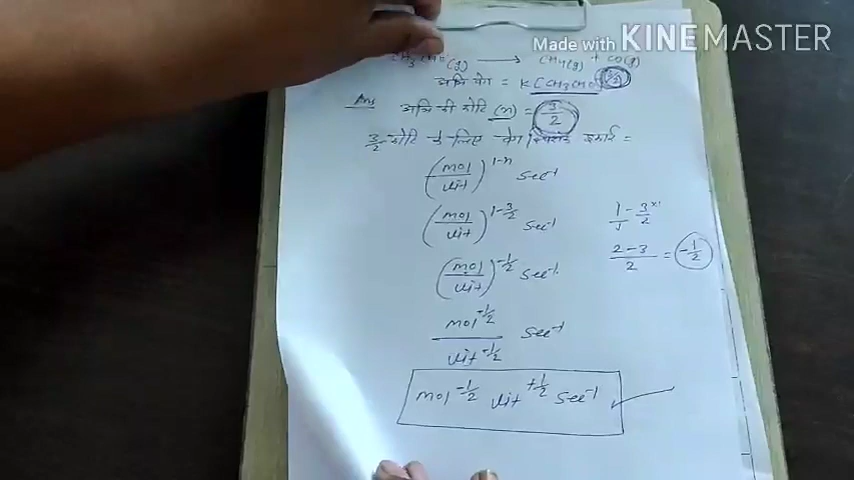 Made with KINEMASTER
CH3CHO(g) → CH4(g) + CO(g)
अभि वेग = K[CH3CHO]3/2
Ans अभि की कोटि (n) = 3/2
3/2 कोटि के लिए वेग इकाई =
(mol/lit)^1-n sec^-1
(mol/lit)^1-3/2 sec^-1
1/1 - 3/2 ×1
(mol/lit)^-1/2 sec^-1
2-3/2 = -1/2
mol^-1/2 / lit^-1/2 sec^-1
mol^-1/2 lit^+1/2 sec^-1